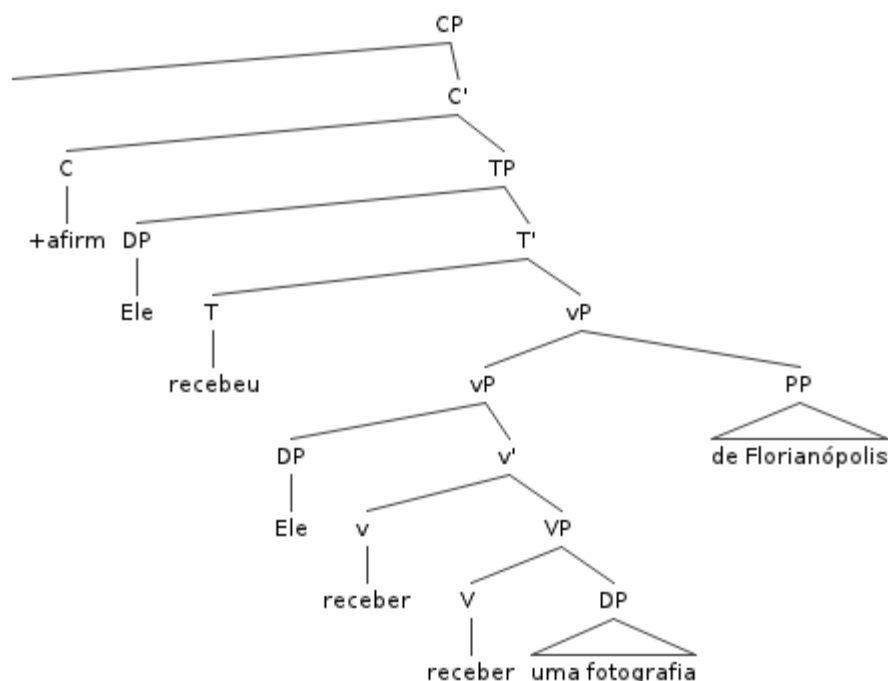 CP
C'
C TP
+afirm DP T'
Ele T vP
recebeu vP PP
DP v' de Florianópolis
Ele v VP
receber V DP
receber uma fotografia